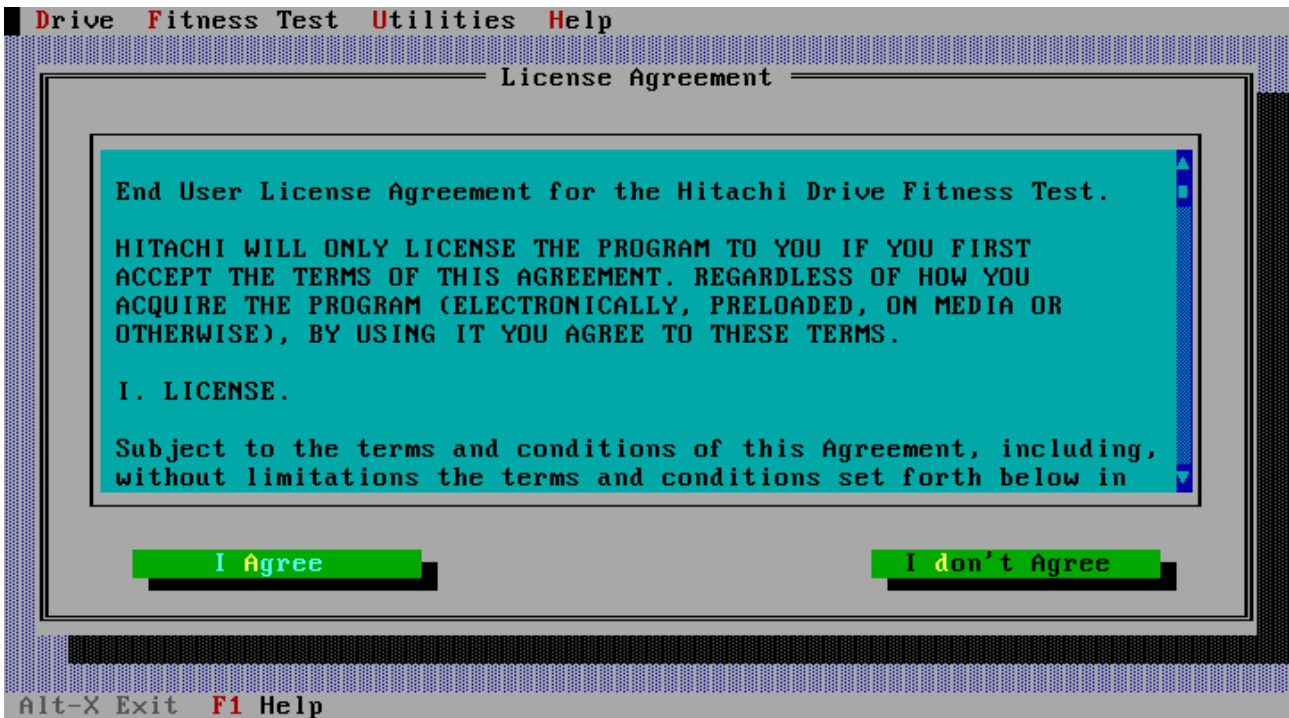 Drive Fitness Test Utilities Help
License Agreement
End User License Agreement for the Hitachi Drive Fitness Test.
HITACHI WILL ONLY LICENSE THE PROGRAM TO YOU IF YOU FIRST
ACCEPT THE TERMS OF THIS AGREEMENT. REGARDLESS OF HOW YOU
ACQUIRE THE PROGRAM (ELECTRONICALLY, PRELOADED, ON MEDIA OR
OTHERWISE), BY USING IT YOU AGREE TO THESE TERMS.
I. LICENSE.
Subject to the terms and conditions of this Agreement, including,
without limitations the terms and conditions set forth below in
I Agree I don't Agree
Alt-X Exit F1 Help